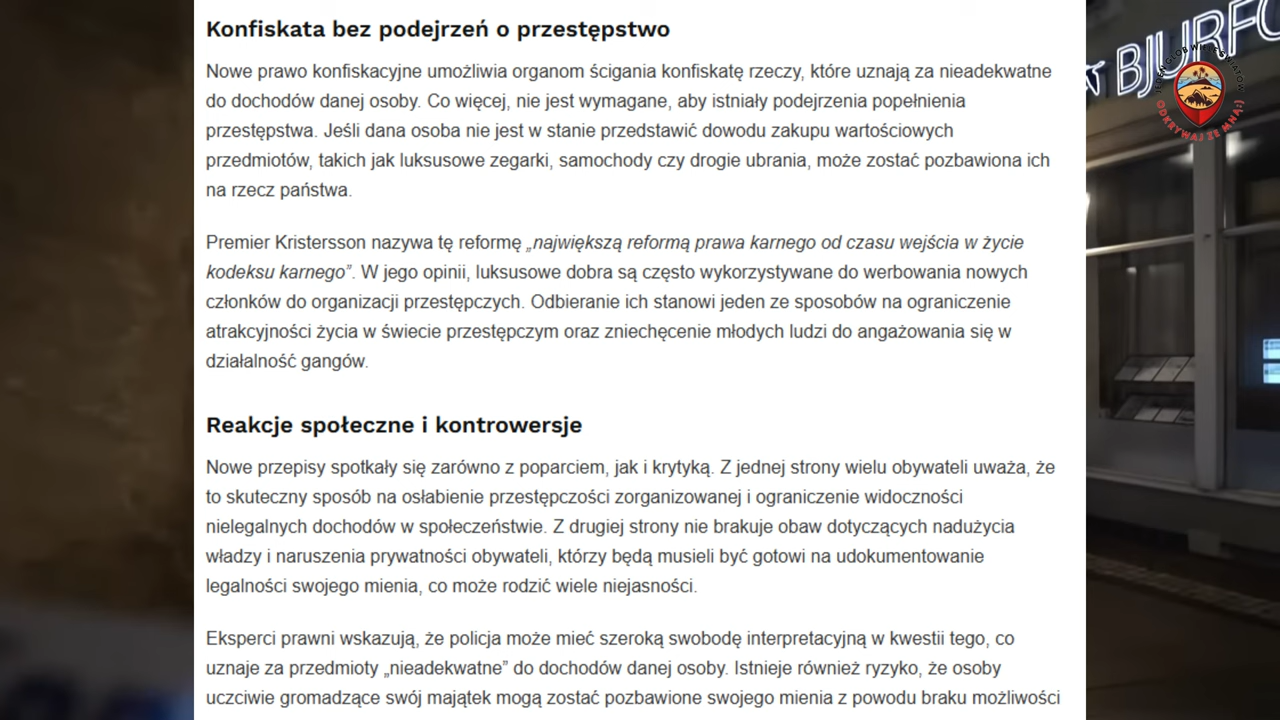 Konfiskata bez podejrzeń o przestępstwo
Nowe prawo konfiskacyjne umożliwia organom ścigania konfiskatę rzeczy, które uznają za nieadekwatne
do dochodów danej osoby. Co więcej, nie jest wymagane, aby istniały podejrzenia popełnienia
przestępstwa. Jeśli dana osoba nie jest w stanie przedstawić dowodu zakupu wartościowych
przedmiotów, takich jak luksusowe zegarki, samochody czy drogie ubrania, może zostać pozbawiona ich
na rzecz państwa.
Premier Kristersson nazywa tę reformę „największą reformą prawa karnego od czasu wejścia w życie
kodeksu karnego”. W jego opinii, luksusowe dobra są często wykorzystywane do werbowania nowych
członków do organizacji przestępczych. Odbieranie ich stanowi jeden ze sposobów na ograniczenie
atrakcyjności życia w świecie przestępczym oraz zniechęcenie młodych ludzi do angażowania się w
działalność gangów.
Reakcje społeczne i kontrowersje
Nowe przepisy spotkały się zarówno z poparciem, jak i krytyką. Z jednej strony wielu obywateli uważa, że
to skuteczny sposób na osłabienie przestępczości zorganizowanej i ograniczenie widoczności
nielegalnych dochodów w społeczeństwie. Z drugiej strony nie brakuje obaw dotyczących nadużycia
władzy i naruszenia prywatności obywateli, którzy będą musieli być gotowi na udokumentowanie
legalności swojego mienia, co może rodzić wiele niejasności.
Eksperci prawni wskazują, że policja może mieć szeroką swobodę interpretacyjną w kwestii tego, co
uznaje za przedmioty „nieadekwatne” do dochodów danej osoby. Istnieje również ryzyko, że osoby
uczciwie gromadzące swój majątek mogą zostać pozbawione swojego mienia z powodu braku możliwości
BJURFO
JEDEN GLOB WIELE ŚWIATÓW
ODKRYWAJ ZE MNĄ:)